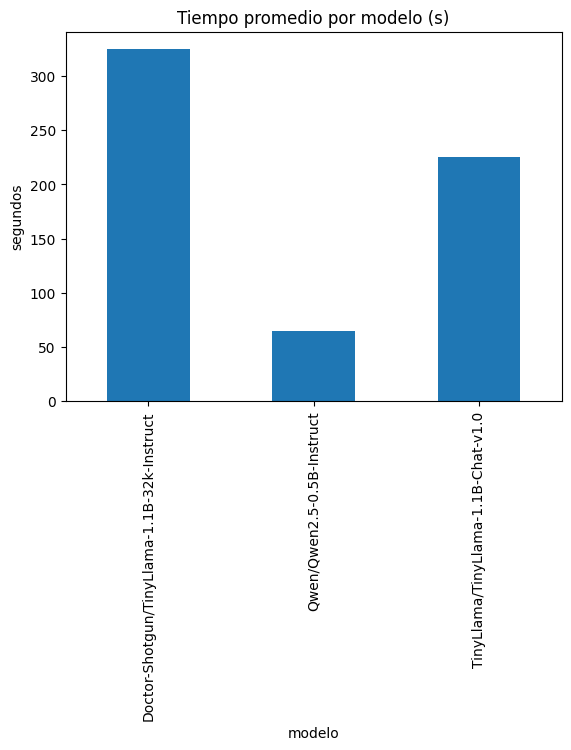 Tiempo promedio por modelo (s)
segundos
300
250
200
150
100
50
0
Doctor-Shotgun/TinyLlama-1.1B-32k-Instruct
Qwen/Qwen2.5-0.5B-Instruct
TinyLlama/TinyLlama-1.1B-Chat-v1.0
modelo